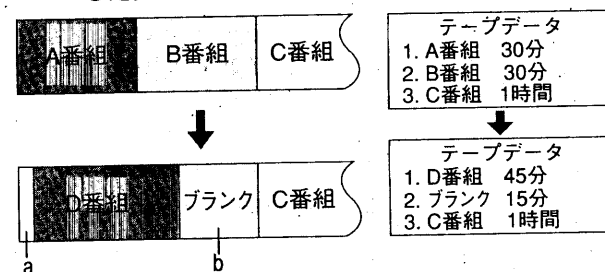 A番組 B番組 C番組
テープデータ
1. A番組 30分
2. B番組 30分
3. C番組 1時間
D番組 ブランク C番組
a b
テープデータ
1. D番組 45分
2. ブランク 15分
3. C番組 1時間